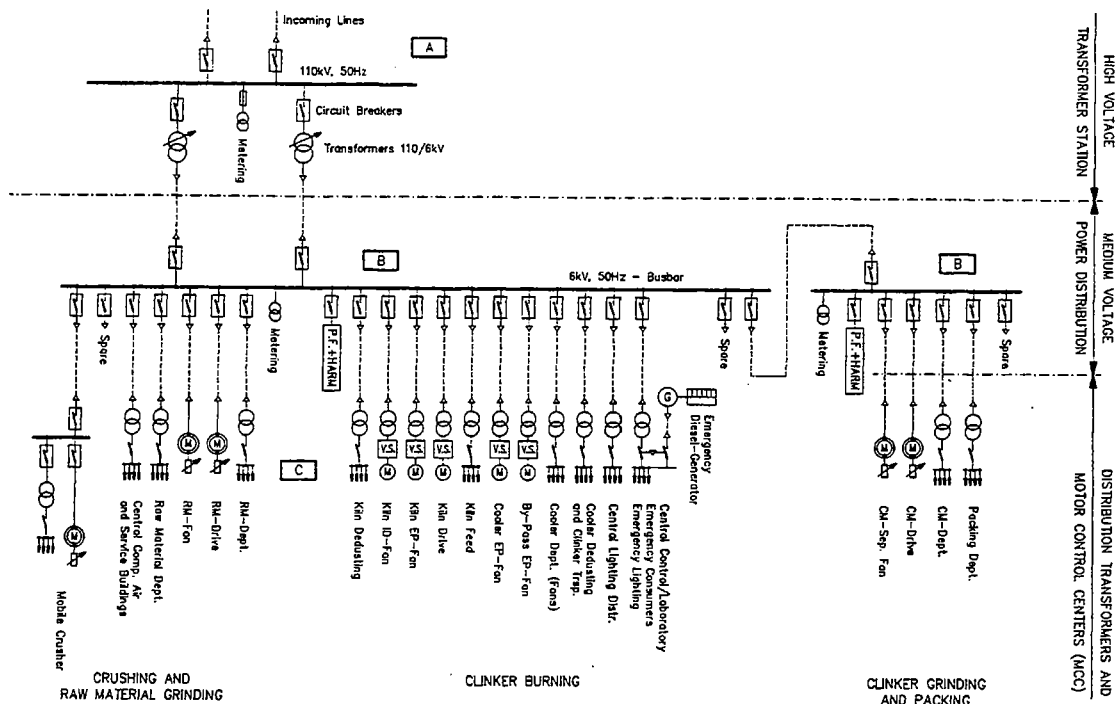 Incoming Lines
A
110kV, 50Hz
Circuit Breakers
Transformers 110/6kV
Metering
HIGH VOLTAGE
TRANSFORMER STATION
B
6kV, 50Hz - Busbar
B
MEDIUM VOLTAGE
POWER DISTRIBUTION
Spare
Metering
P.F.+HARM
Spare
Metering
P.F.+HARM
Spare
G
Emergency
Diesel-Generator
DISTRIBUTION TRANSFORMERS AND
MOTOR CONTROL CENTERS (MCC)
M
M
V.S
V.S
V.S
V.S
V.S
M
M
M
M
M
M
M
M
C
Mobile Crusher
Central Comp. Air
and Service Buildings
Raw Material Dept.
RM-Fan
RM-Drive
RM-Dept.
Kiln Dedusting
Kiln ID-Fan
Kiln EP-Fan
Kiln Drive
Kiln Feed
Cooler EP-Fan
By-Pass EP-Fan
Cooler Dept. (Fans)
Cooler Dedusting
and Clinker Trsp.
Central Lighting Distr.
Central Control/Laboratory
Emergency Consumers
Emergency Lighting
CM-Sep. Fan
CM-Drive
CM-Dept.
Packing Dept.
CRUSHING AND
RAW MATERIAL GRINDING
CLINKER BURNING
CLINKER GRINDING
AND PACKING